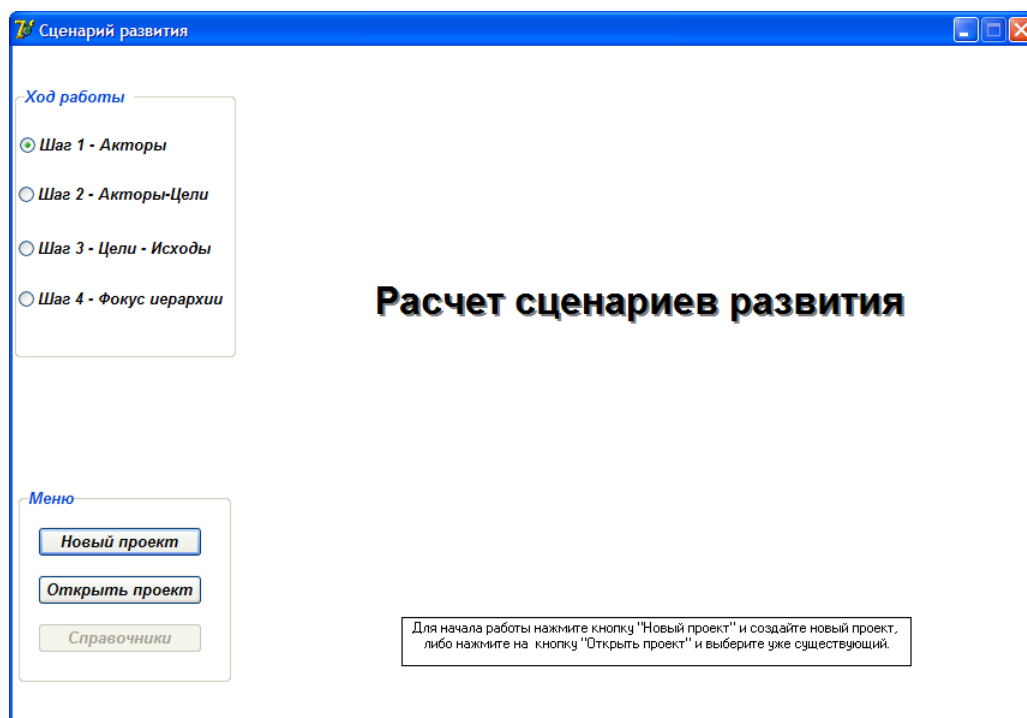 Сценарий развития
Ход работы
Шаг 1 - Акторы
Шаг 2 - Акторы-Цели
Шаг 3 - Цели - Исходы
Шаг 4 - Фокус иерархии
Расчет сценариев развития
Меню
Новый проект
Открыть проект
Справочники
Для начала работы нажмите кнопку "Новый проект" и создайте новый проект,
либо нажмите на кнопку "Открыть проект" и выберите уже существующий.